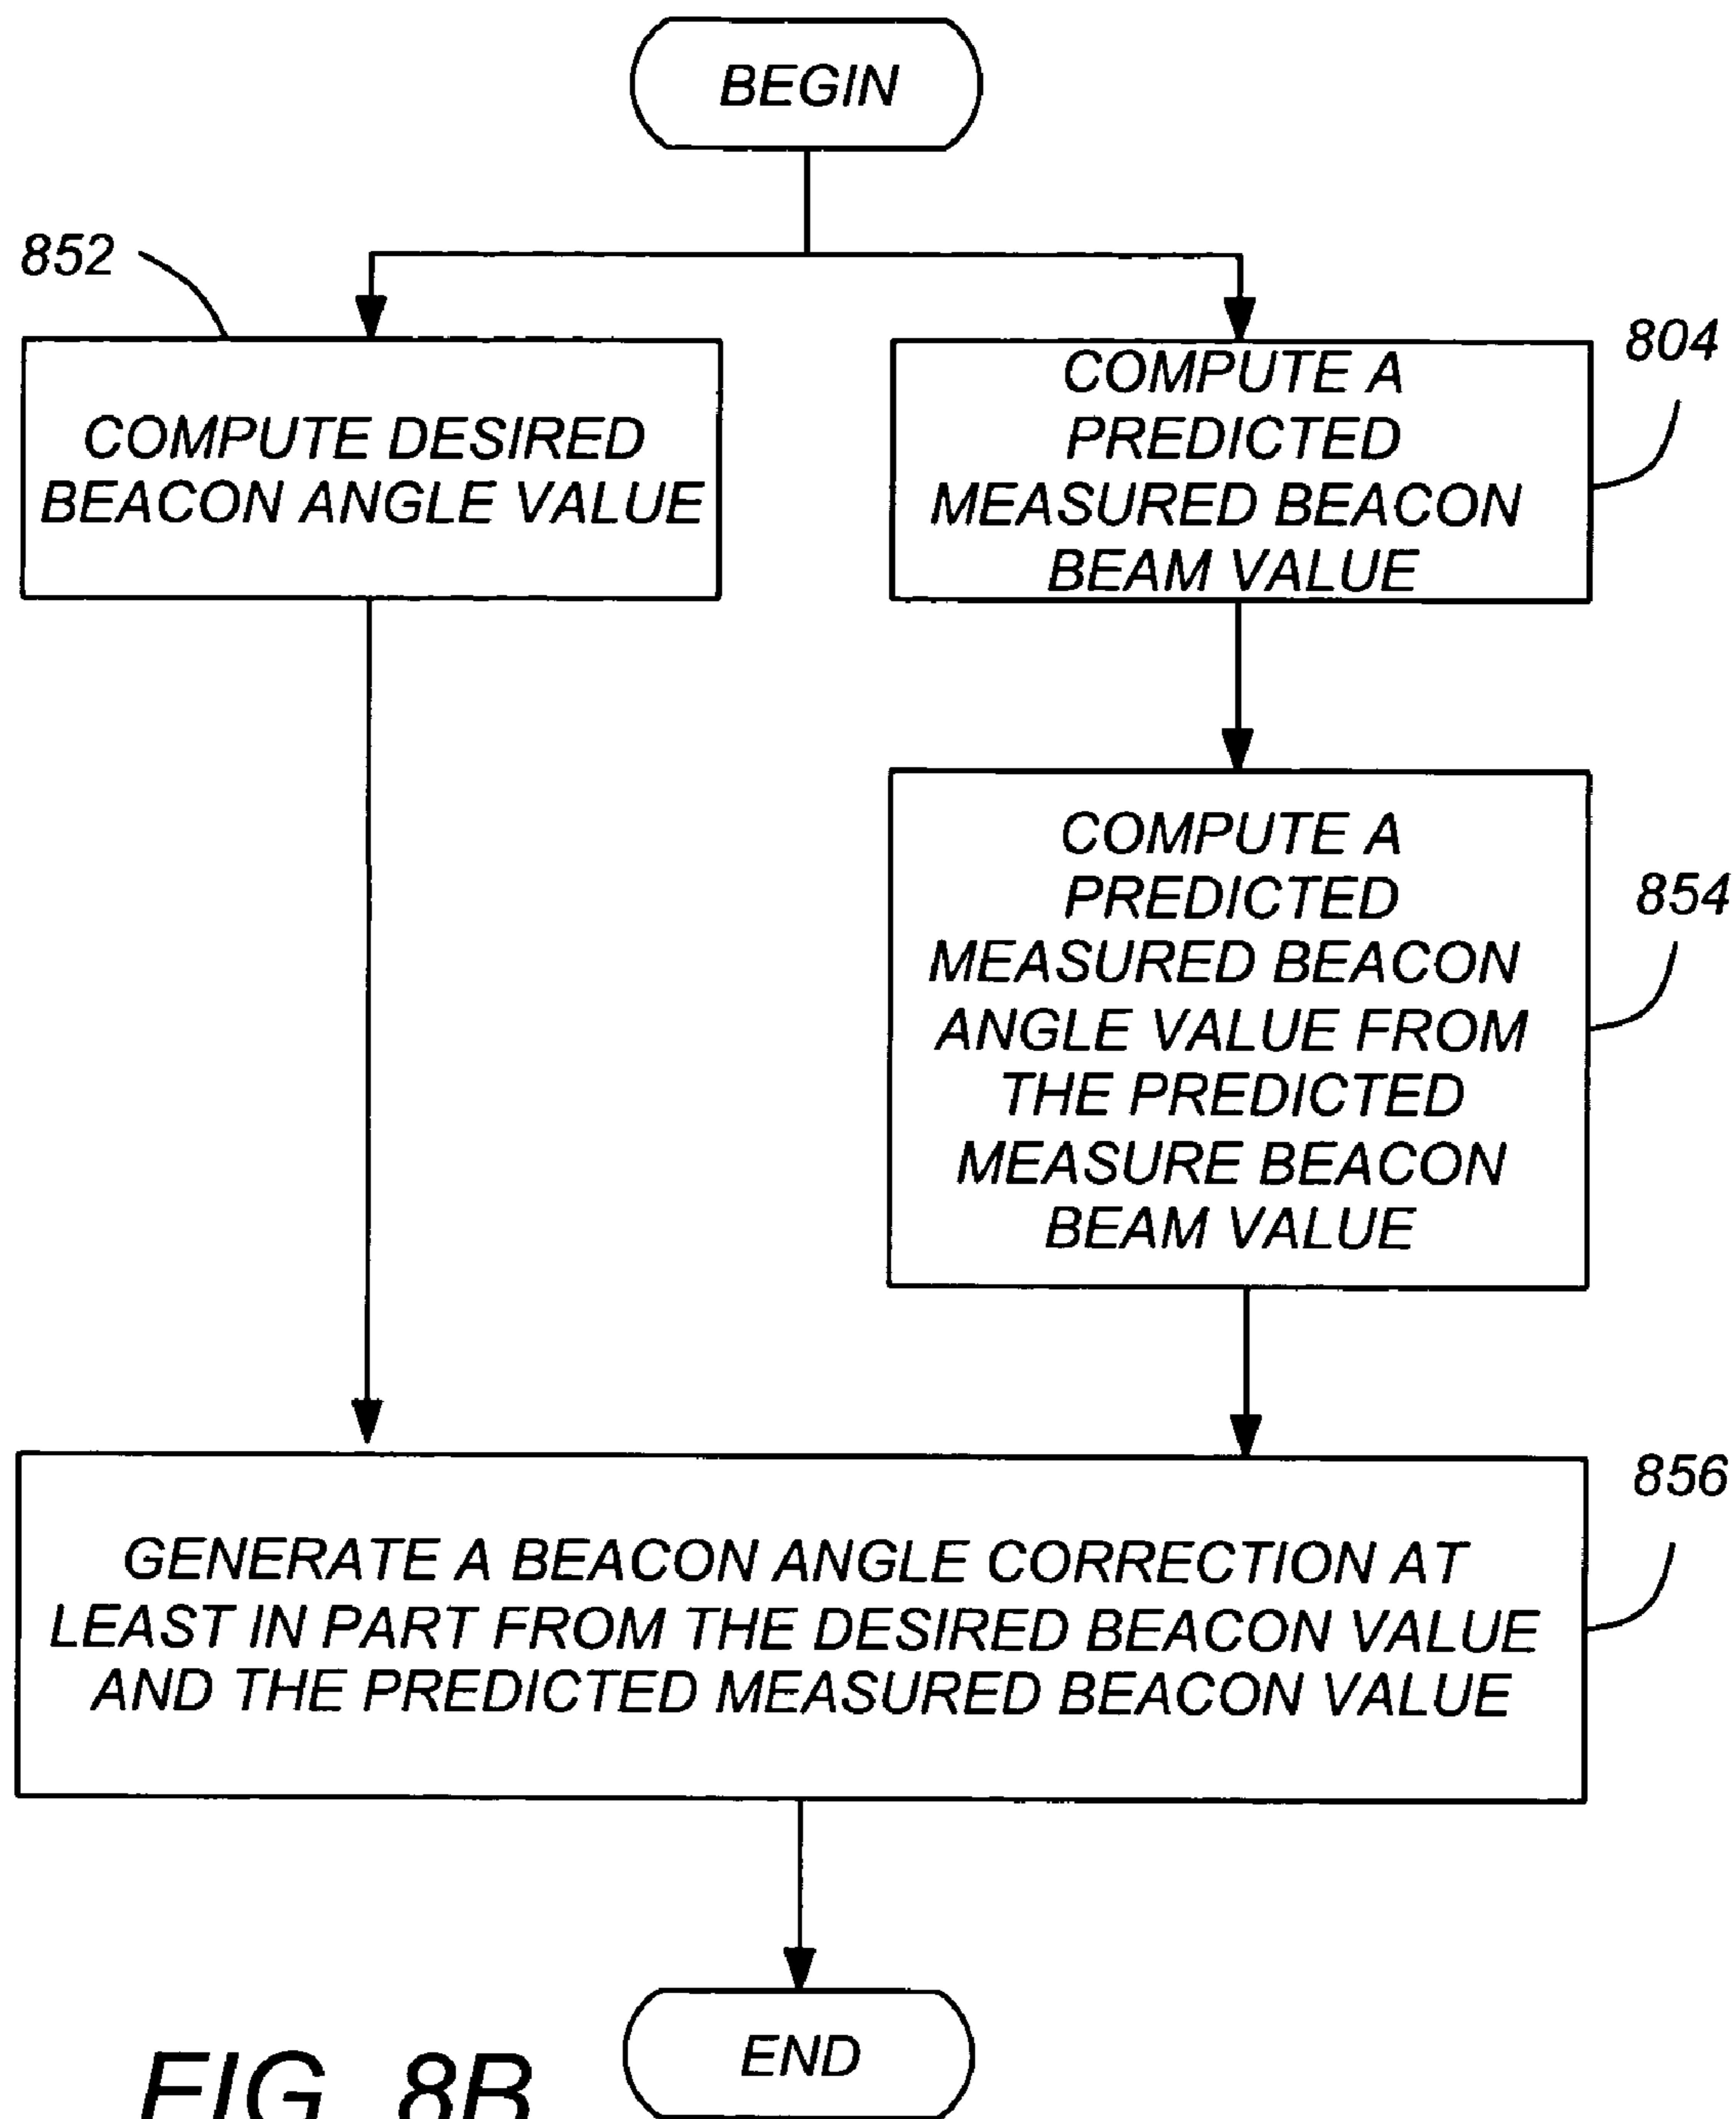 BEGIN
852
COMPUTE DESIRED
BEACON ANGLE VALUE
804
COMPUTE A
PREDICTED
MEASURED BEACON
BEAM VALUE
854
COMPUTE A
PREDICTED
MEASURED BEACON
ANGLE VALUE FROM
THE PREDICTED
MEASURE BEACON
BEAM VALUE
856
GENERATE A BEACON ANGLE CORRECTION AT
LEAST IN PART FROM THE DESIRED BEACON VALUE
AND THE PREDICTED MEASURED BEACON VALUE
END
FIG. 8B